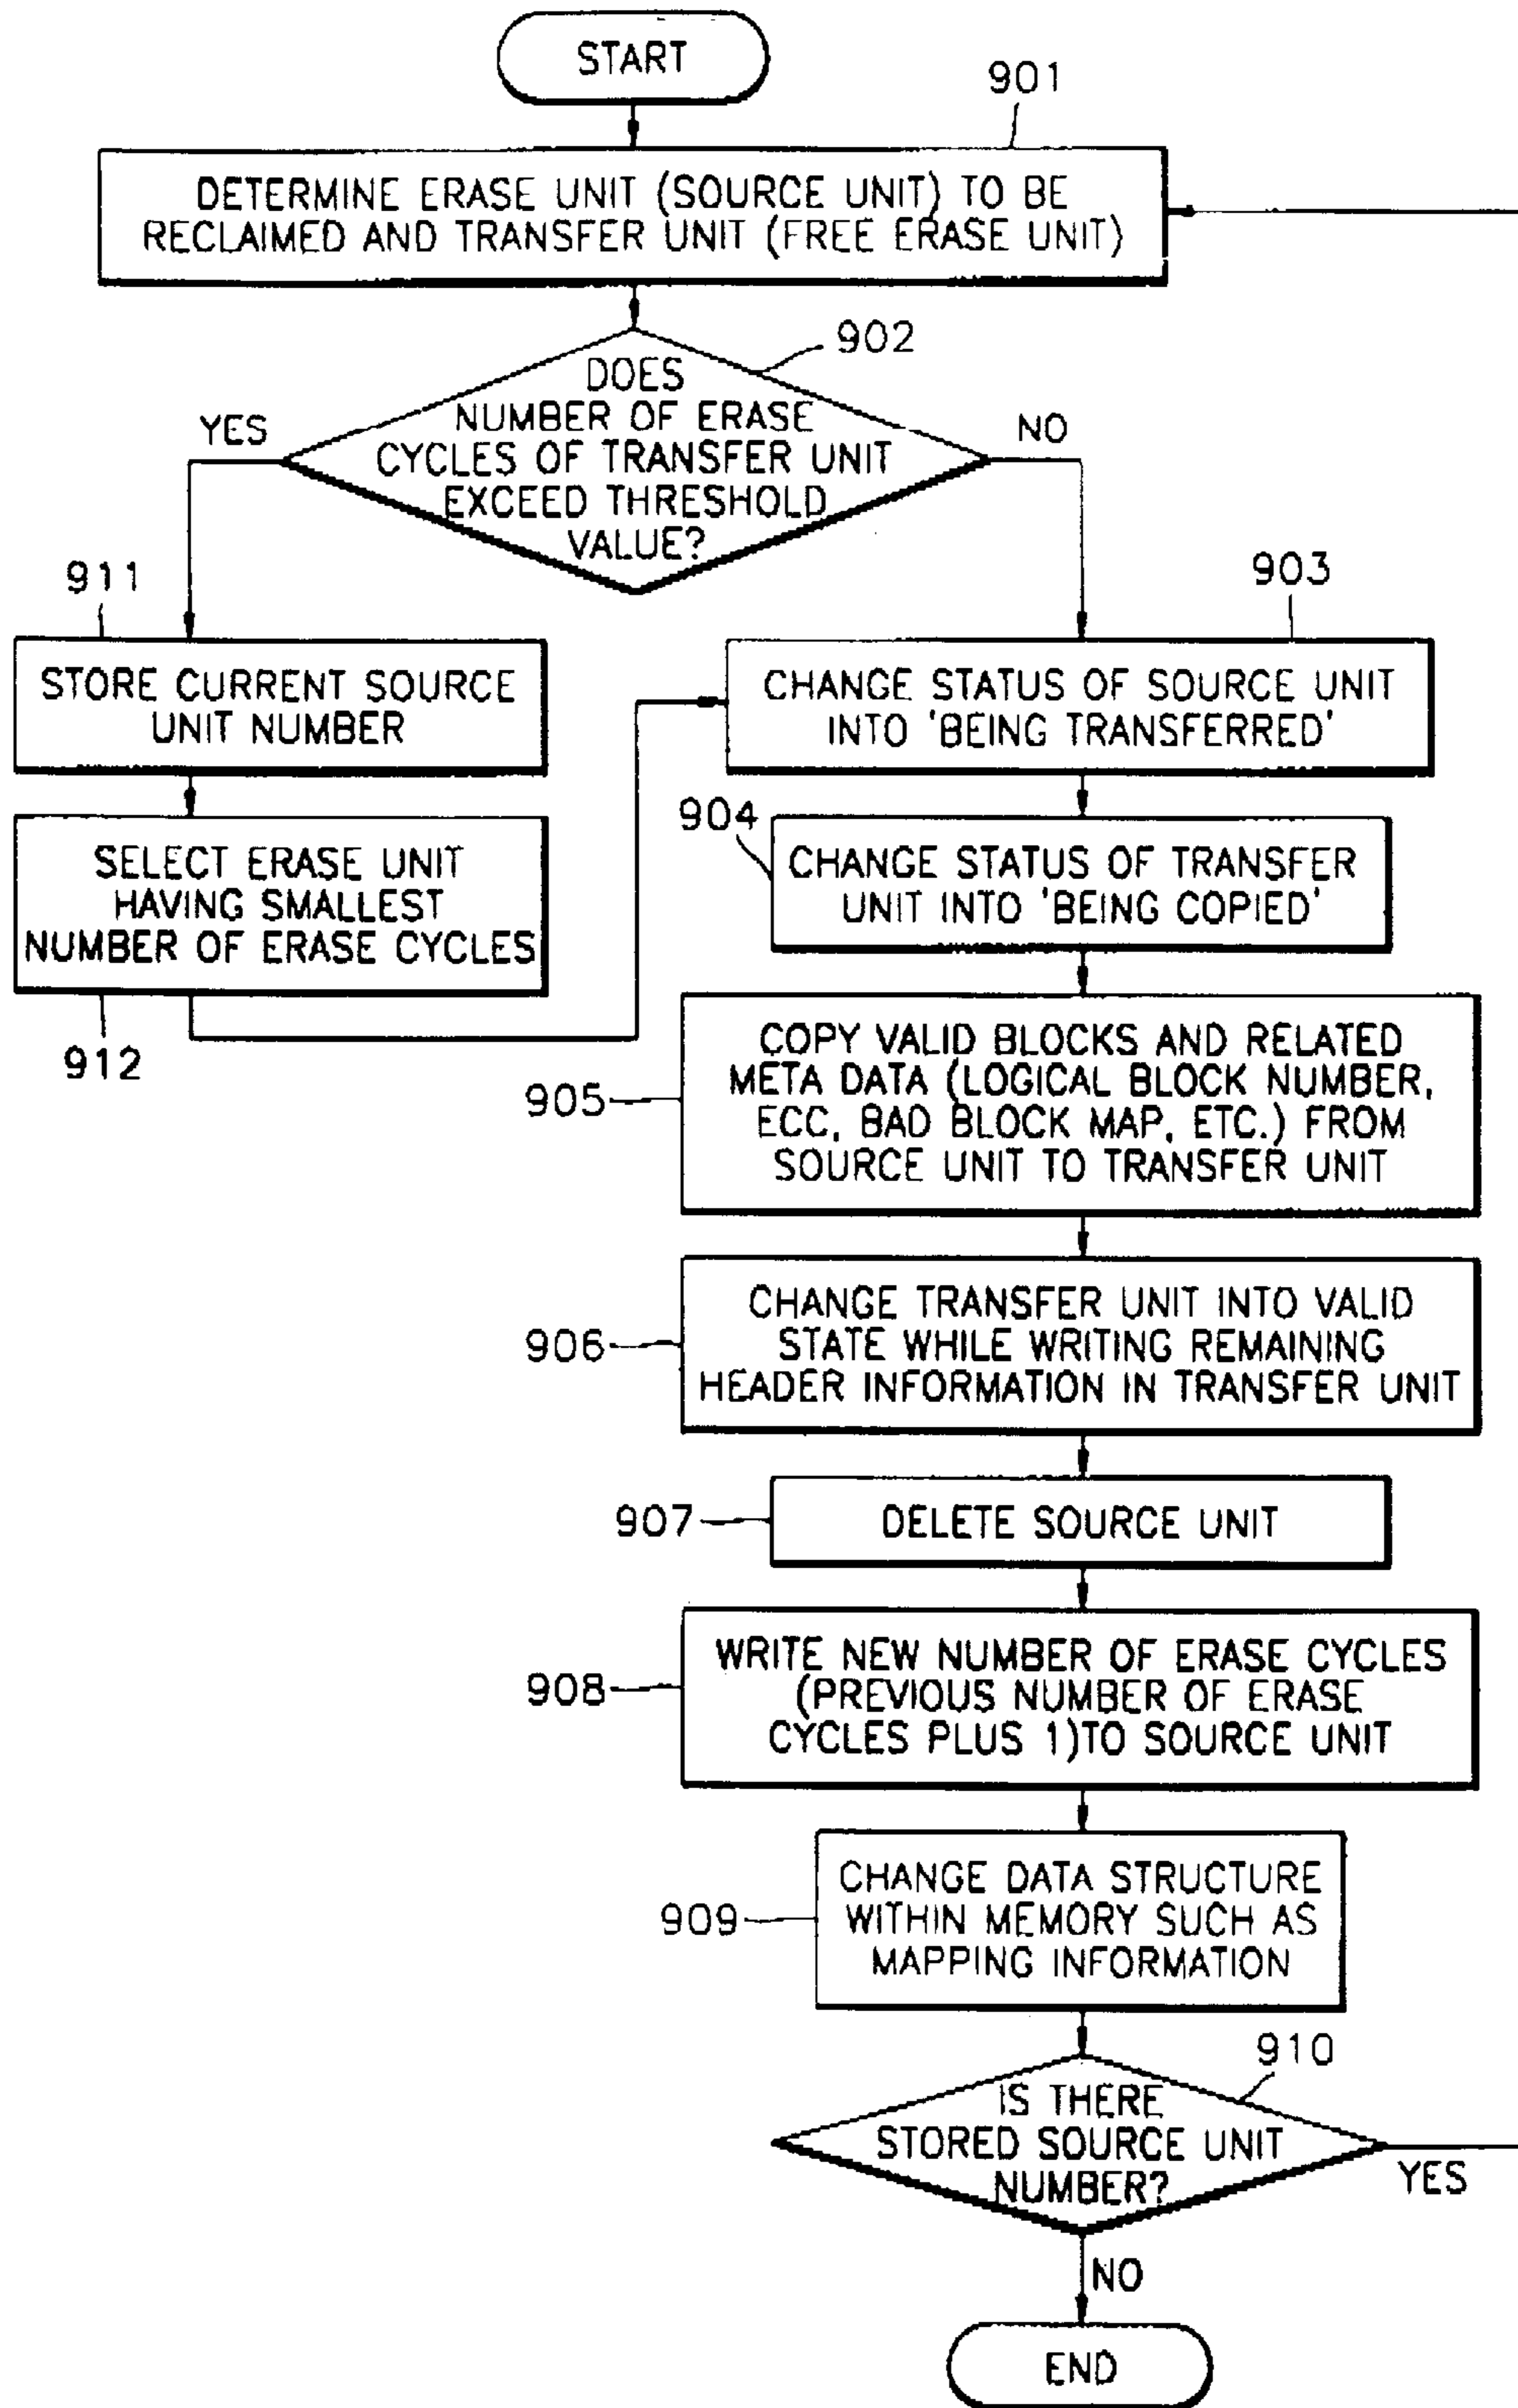 START
901
DETERMINE ERASE UNIT (SOURCE UNIT) TO BE
RECLAIMED AND TRANSFER UNIT (FREE ERASE UNIT)
902
DOES
NUMBER OF ERASE
CYCLES OF TRANSFER UNIT
EXCEED THRESHOLD
VALUE?
YES
NO
911
STORE CURRENT SOURCE
UNIT NUMBER
SELECT ERASE UNIT
HAVING SMALLEST
NUMBER OF ERASE CYCLES
912
903
CHANGE STATUS OF SOURCE UNIT
INTO 'BEING TRANSFERRED'
904
CHANGE STATUS OF TRANSFER
UNIT INTO 'BEING COPIED'
905
COPY VALID BLOCKS AND RELATED
META DATA (LOGICAL BLOCK NUMBER,
ECC, BAD BLOCK MAP, ETC.) FROM
SOURCE UNIT TO TRANSFER UNIT
906
CHANGE TRANSFER UNIT INTO VALID
STATE WHILE WRITING REMAINING
HEADER INFORMATION IN TRANSFER UNIT
907
DELETE SOURCE UNIT
908
WRITE NEW NUMBER OF ERASE CYCLES
(PREVIOUS NUMBER OF ERASE
CYCLES PLUS 1)TO SOURCE UNIT
909
CHANGE DATA STRUCTURE
WITHIN MEMORY SUCH AS
MAPPING INFORMATION
910
IS THERE
STORED SOURCE UNIT
NUMBER?
YES
NO
END